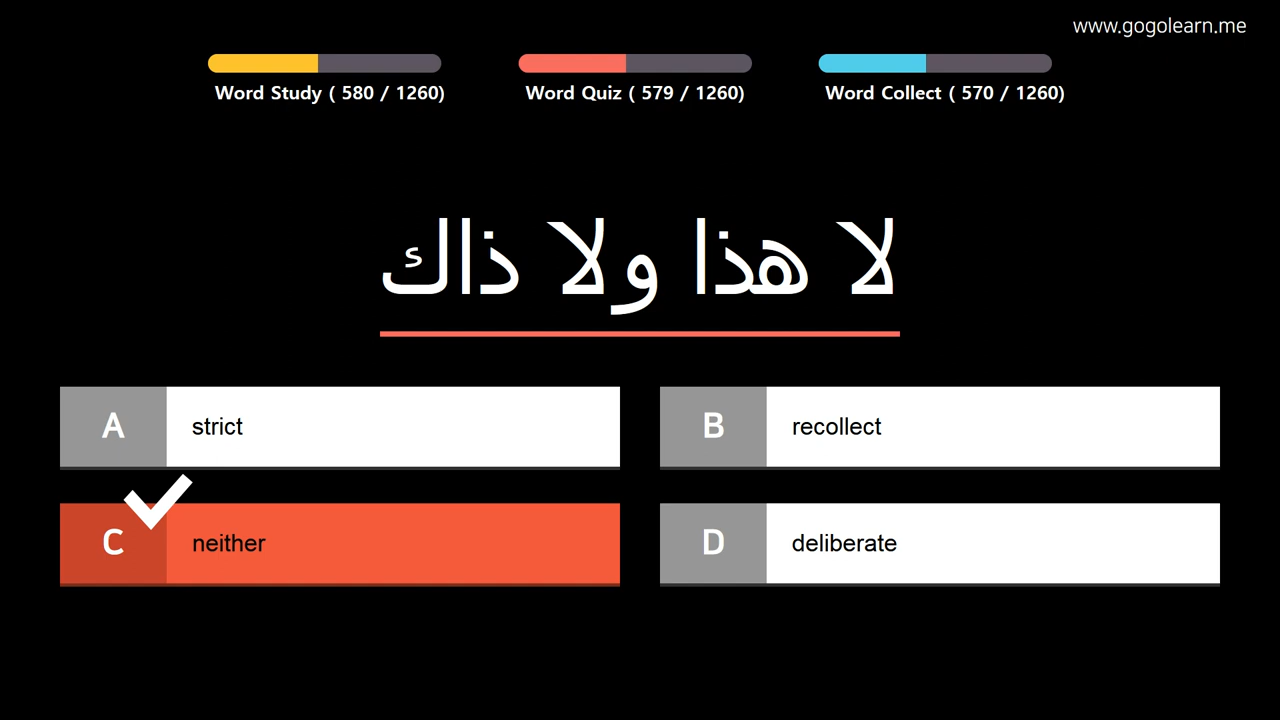 www.gogolearn.me
Word Study ( 580 / 1260)
Word Quiz ( 579 / 1260)
Word Collect ( 570 / 1260)
لا هذا ولا ذاك
A strict
B recollect
C neither
D deliberate